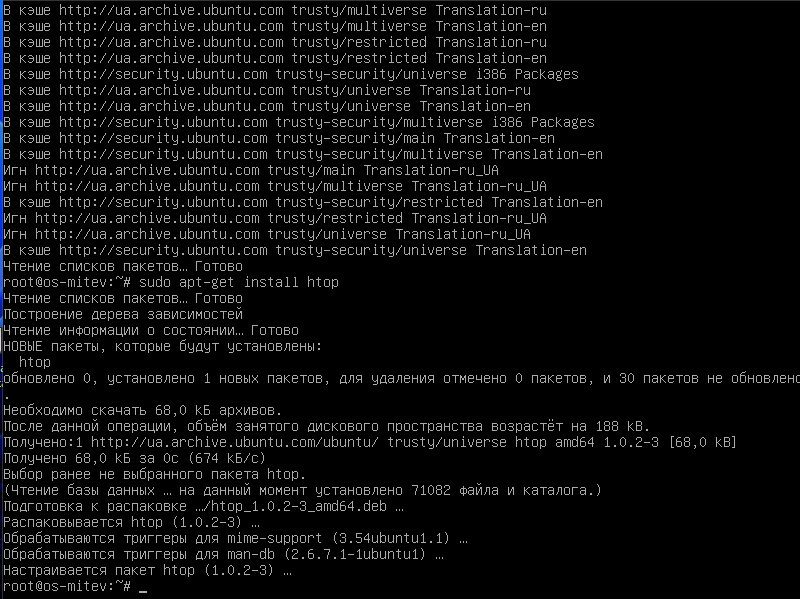 В кэше http://ua.archive.ubuntu.com trusty/multiverse Translation-ru
В кэше http://ua.archive.ubuntu.com trusty/multiverse Translation-en
В кэше http://ua.archive.ubuntu.com trusty/restricted Translation-ru
В кэше http://ua.archive.ubuntu.com trusty/restricted Translation-en
В кэше http://security.ubuntu.com trusty-security/universe i386 Packages
В кэше http://ua.archive.ubuntu.com trusty/universe Translation-ru
В кэше http://ua.archive.ubuntu.com trusty/universe Translation-en
В кэше http://security.ubuntu.com trusty-security/multiverse i386 Packages
В кэше http://security.ubuntu.com trusty-security/main Translation-en
В кэше http://security.ubuntu.com trusty-security/multiverse Translation-en
Игн http://ua.archive.ubuntu.com trusty/main Translation-ru_UA
Игн http://ua.archive.ubuntu.com trusty/multiverse Translation-ru_UA
В кэше http://security.ubuntu.com trusty-security/restricted Translation-en
Игн http://ua.archive.ubuntu.com trusty/restricted Translation-ru_UA
Игн http://ua.archive.ubuntu.com trusty/universe Translation-ru_UA
В кэше http://security.ubuntu.com trusty-security/universe Translation-en
Чтение списков пакетов… Готово
root@os-mitev:~# sudo apt-get install htop
Чтение списков пакетов… Готово
Построение дерева зависимостей
Чтение информации о состоянии… Готово
НОВЫЕ пакеты, которые будут установлены:
htop
обновлено 0, установлено 1 новых пакетов, для удаления отмечено 0 пакетов, и 30 пакетов не обновлено
.
Необходимо скачать 68,0 kБ архивов.
После данной операции, объём занятого дискового пространства возрастёт на 188 kB.
Получено:1 http://ua.archive.ubuntu.com/ubuntu/ trusty/universe htop amd64 1.0.2-3 [68,0 kB]
Получено 68,0 kБ за 0с (674 kБ/c)
Выбор ранее не выбранного пакета htop.
(Чтение базы данных … на данный момент установлено 71082 файла и каталога.)
Подготовка к распаковке …/htop_1.0.2-3_amd64.deb …
Распаковывается htop (1.0.2-3) …
Обрабатываются триггеры для mime-support (3.54ubuntu1.1) …
Обрабатываются триггеры для man-db (2.6.7.1-1ubuntu1) …
Настраивается пакет htop (1.0.2-3) …
root@os-mitev:~# _